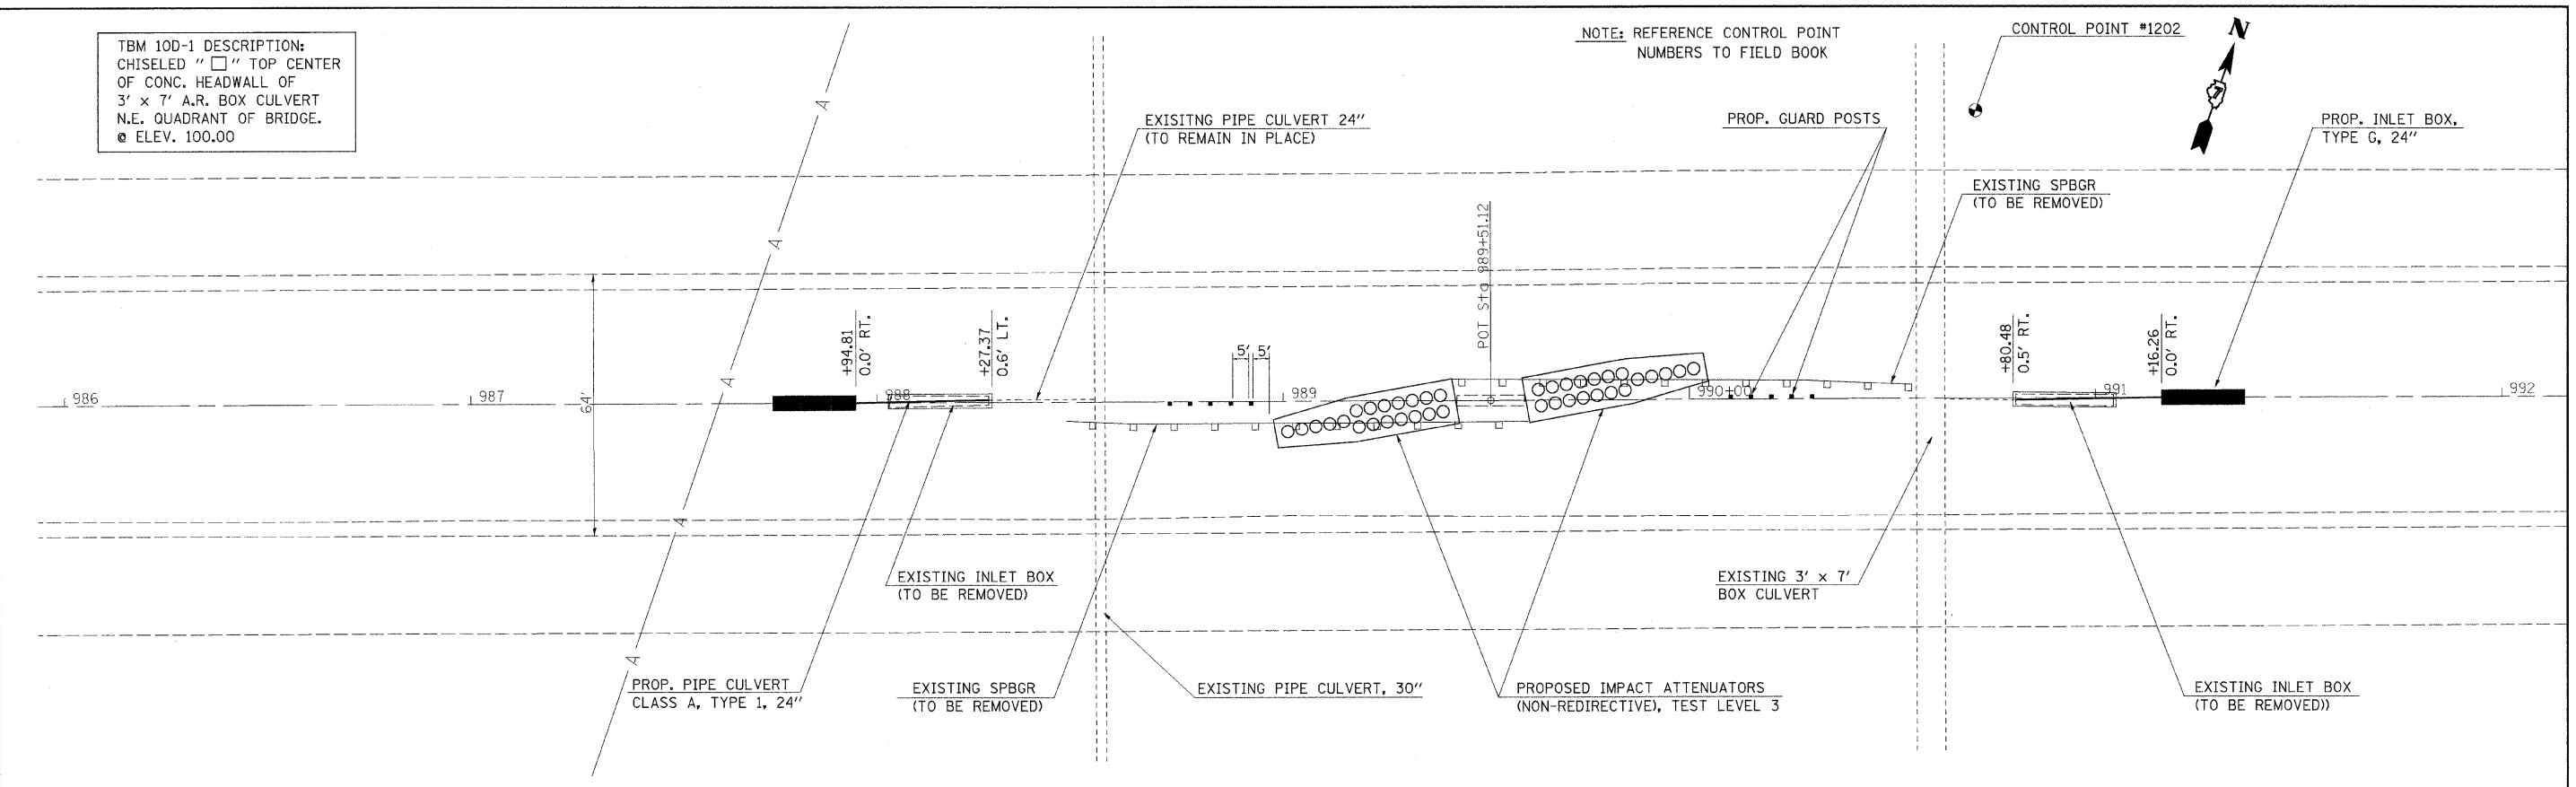 TBM 10D-1 DESCRIPTION:
CHISELED " □ " TOP CENTER
OF CONC. HEADWALL OF
3' x 7' A.R. BOX CULVERT
N.E. QUADRANT OF BRIDGE.
@ ELEV. 100.00
NOTE: REFERENCE CONTROL POINT
NUMBERS TO FIELD BOOK
CONTROL POINT #1202
N
7
EXISITNG PIPE CULVERT 24"
(TO REMAIN IN PLACE)
PROP. GUARD POSTS
PROP. INLET BOX,
TYPE G, 24"
EXISTING SPBGR
(TO BE REMOVED)
A
A
A
A
A
POT Sta 989+51.12
+94.81
0.0' RT.
+27.37
0.6' LT.
5' 5'
+80.48
0.5' RT.
+16.26
0.0' RT.
64'
986
987
988
989
990+00
991
992
EXISTING INLET BOX
(TO BE REMOVED)
EXISTING 3' x 7'
BOX CULVERT
PROP. PIPE CULVERT
CLASS A, TYPE 1, 24"
EXISTING SPBGR
(TO BE REMOVED)
EXISTING PIPE CULVERT, 30"
PROPOSED IMPACT ATTENUATORS
(NON-REDIRECTIVE), TEST LEVEL 3
EXISTING INLET BOX
(TO BE REMOVED))